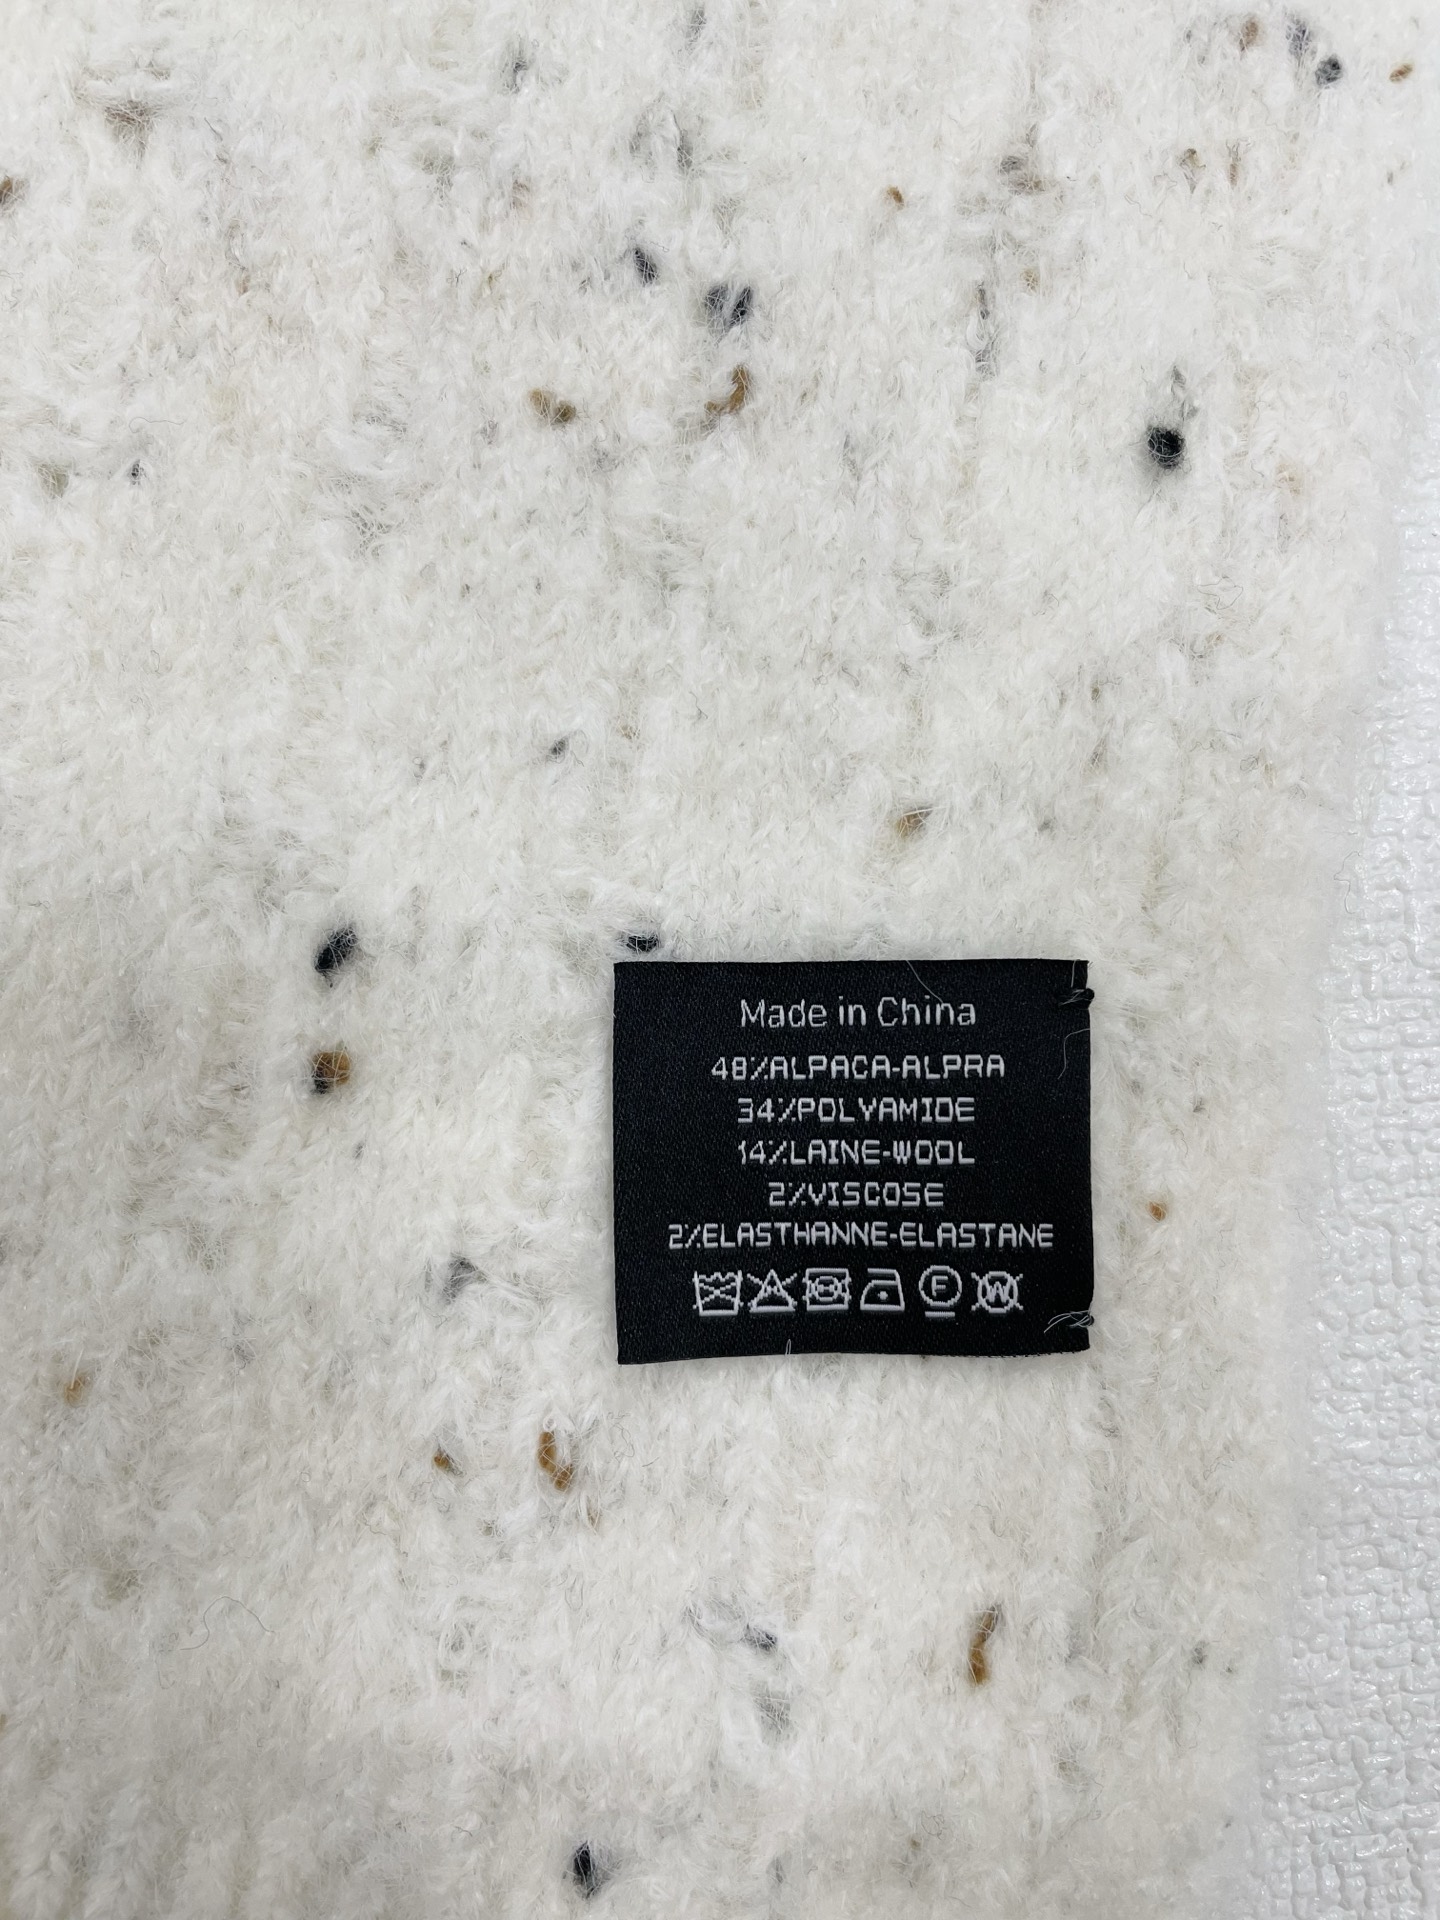 Made in China
48%ALPACA-ALPRA
34%POLYAMIDE
14%LAINE-WOOL
2%VISCOSE
2%ELASTHANNE-ELASTANE
F W